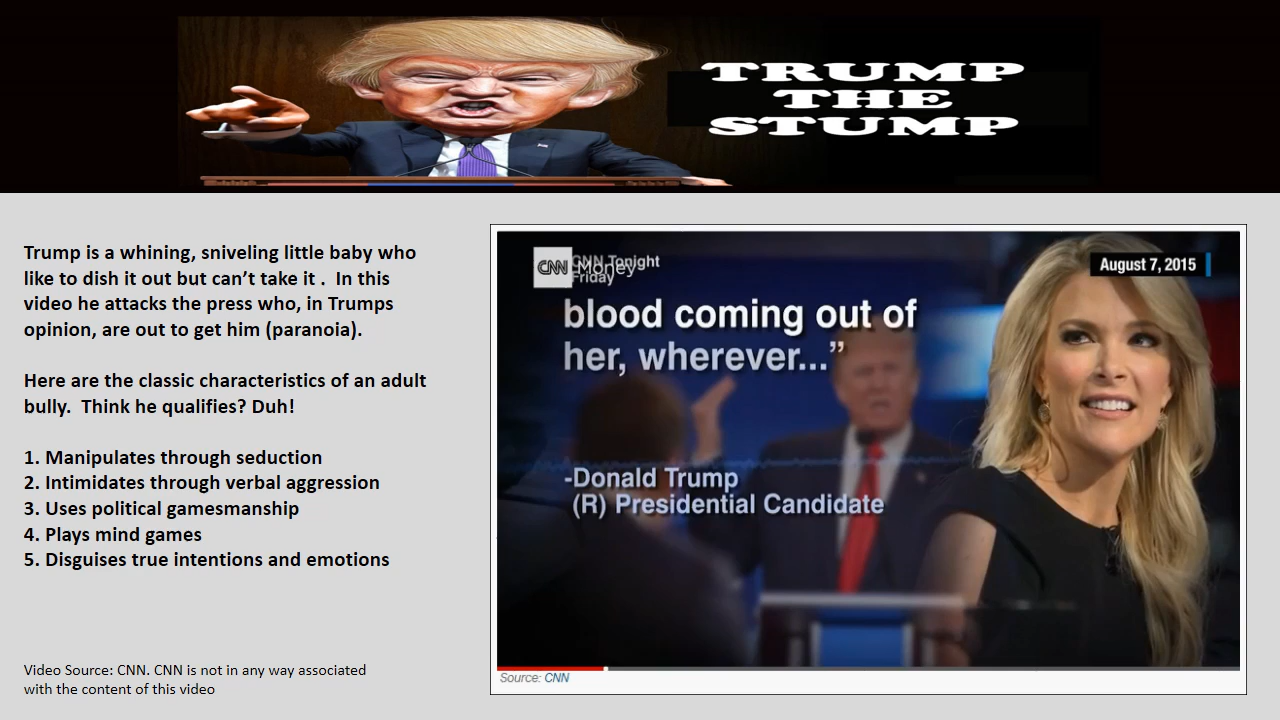 TRUMP
THE
STUMP
Trump is a whining, sniveling little baby who
like to dish it out but can’t take it .  In this
video he attacks the press who, in Trumps
opinion, are out to get him (paranoia).
Here are the classic characteristics of an adult
bully.  Think he qualifies? Duh!
1. Manipulates through seduction
2. Intimidates through verbal aggression
3. Uses political gamesmanship
4. Plays mind games
5. Disguises true intentions and emotions
Video Source: CNN. CNN is not in any way associated
with the content of this video
CNN Money
CNN Tonight
Friday
August 7, 2015
blood coming out of
her, wherever...”
-Donald Trump
(R) Presidential Candidate
Source: CNN